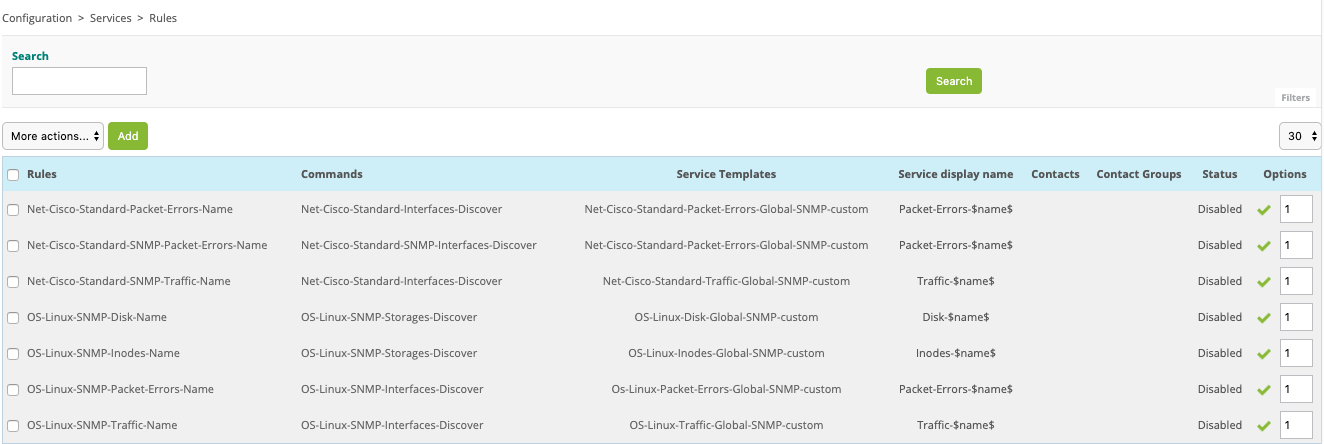 Configuration > Services > Rules
Search
Search
Filters
More actions... Add 30
Rules Commands Service Templates Service display name Contacts Contact Groups Status Options
Net-Cisco-Standard-Packet-Errors-Name Net-Cisco-Standard-Interfaces-Discover Net-Cisco-Standard-Packet-Errors-Global-SNMP-custom Packet-Errors-$name$ Disabled 1
Net-Cisco-Standard-SNMP-Packet-Errors-Name Net-Cisco-Standard-SNMP-Interfaces-Discover Net-Cisco-Standard-Packet-Errors-Global-SNMP-custom Packet-Errors-$name$ Disabled 1
Net-Cisco-Standard-SNMP-Traffic-Name Net-Cisco-Standard-Interfaces-Discover Net-Cisco-Standard-Traffic-Global-SNMP-custom Traffic-$name$ Disabled 1
OS-Linux-SNMP-Disk-Name OS-Linux-SNMP-Storages-Discover OS-Linux-Disk-Global-SNMP-custom Disk-$name$ Disabled 1
OS-Linux-SNMP-Inodes-Name OS-Linux-SNMP-Storages-Discover OS-Linux-Inodes-Global-SNMP-custom Inodes-$name$ Disabled 1
OS-Linux-SNMP-Packet-Errors-Name OS-Linux-SNMP-Interfaces-Discover Os-Linux-Packet-Errors-Global-SNMP-custom Packet-Errors-$name$ Disabled 1
OS-Linux-SNMP-Traffic-Name OS-Linux-SNMP-Interfaces-Discover OS-Linux-Traffic-Global-SNMP-custom Traffic-$name$ Disabled 1